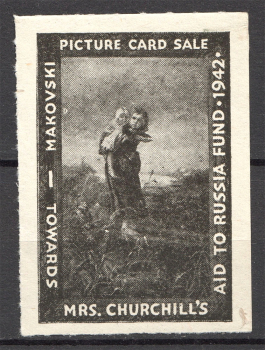 PICTURE CARD SALE
MAKOVSKI — TOWARDS
MRS. CHURCHILL'S
AID TO RUSSIA FUND · 1942 ·